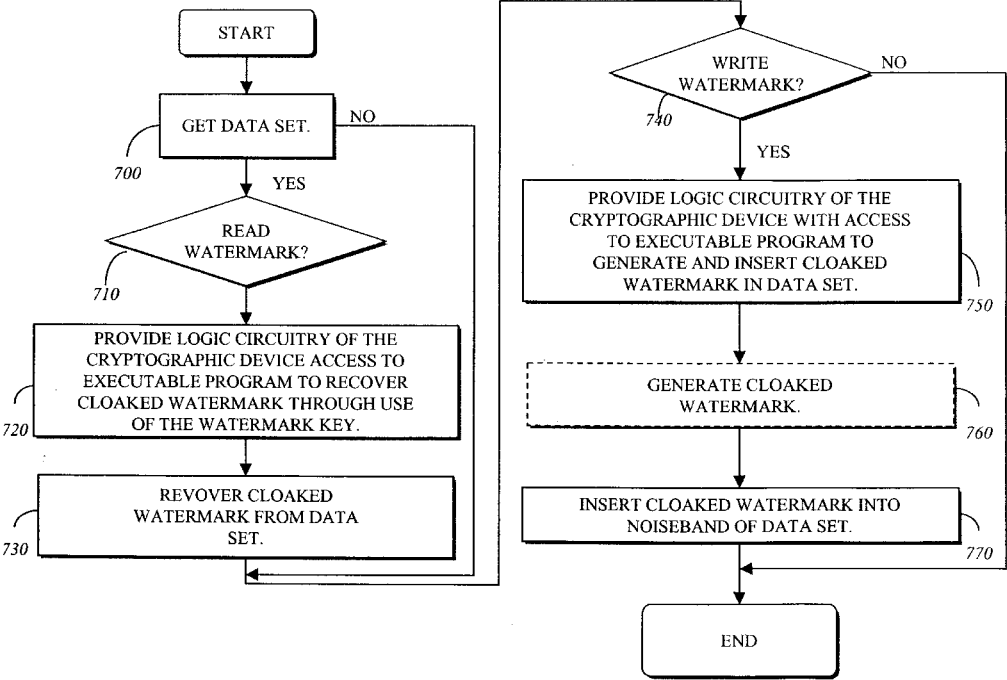 START
GET DATA SET.
NO
700
YES
READ
WATERMARK?
710
PROVIDE LOGIC CIRCUITRY OF THE
CRYPTOGRAPHIC DEVICE ACCESS TO
EXECUTABLE PROGRAM TO RECOVER
CLOAKED WATERMARK THROUGH USE
OF THE WATERMARK KEY.
720
REVOVER CLOAKED
WATERMARK FROM DATA
SET.
730
WRITE
WATERMARK?
NO
740
YES
PROVIDE LOGIC CIRCUITRY OF THE
CRYPTOGRAPHIC DEVICE WITH ACCESS
TO EXECUTABLE PROGRAM TO
GENERATE AND INSERT CLOAKED
WATERMARK IN DATA SET.
750
GENERATE CLOAKED
WATERMARK.
760
INSERT CLOAKED WATERMARK INTO
NOISEBAND OF DATA SET.
770
END